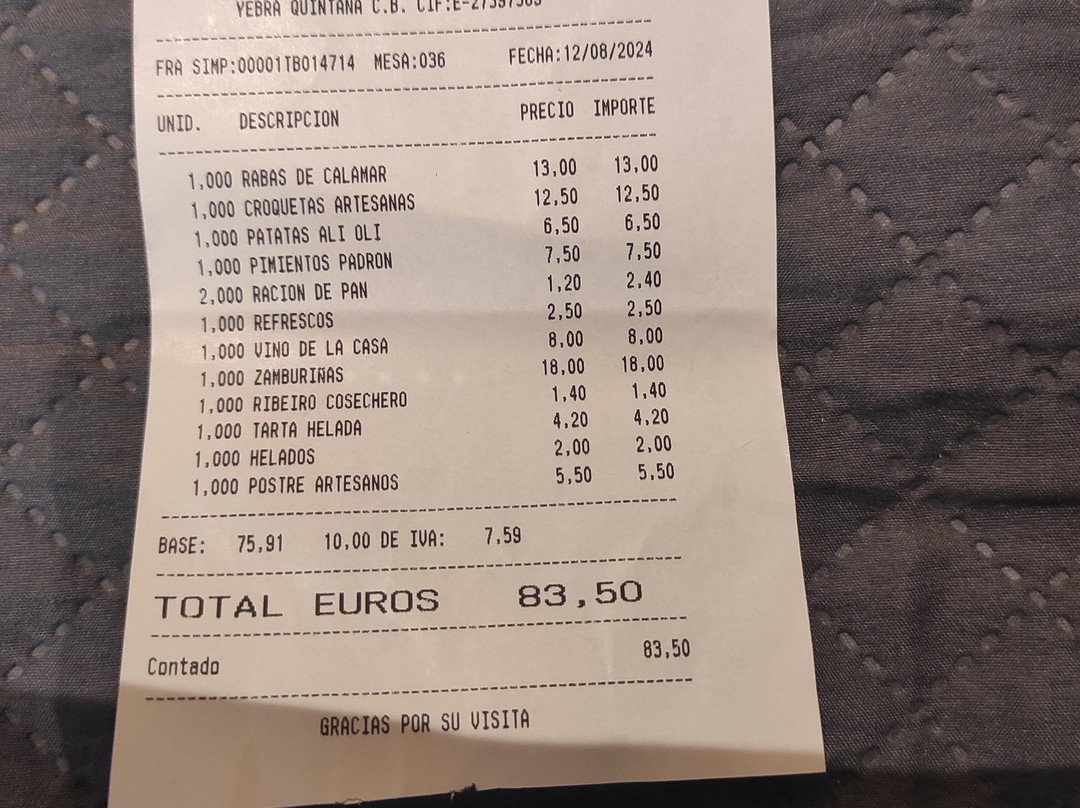 YEBRA QUINTANA C.B. CIF:E-27397363
FRA SIMP:00001TB014714 MESA:036 FECHA:12/08/2024
UNID. DESCRIPCION PRECIO IMPORTE
1,000 RABAS DE CALAMAR 13,00 13,00
1,000 CROQUETAS ARTESANAS 12,50 12,50
1,000 PATATAS ALI OLI 6,50 6,50
1,000 PIMIENTOS PADRON 7,50 7,50
2,000 RACION DE PAN 1,20 2,40
1,000 REFRESCOS 2,50 2,50
1,000 VINO DE LA CASA 8,00 8,00
1,000 ZAMBURIÑAS 18,00 18,00
1,000 RIBEIRO COSECHERO 1,40 1,40
1,000 TARTA HELADA 4,20 4,20
1,000 HELADOS 2,00 2,00
1,000 POSTRE ARTESANOS 5,50 5,50
BASE: 75,91 10,00 DE IVA: 7,59
TOTAL EUROS 83,50
Contado 83,50
GRACIAS POR SU VISITA